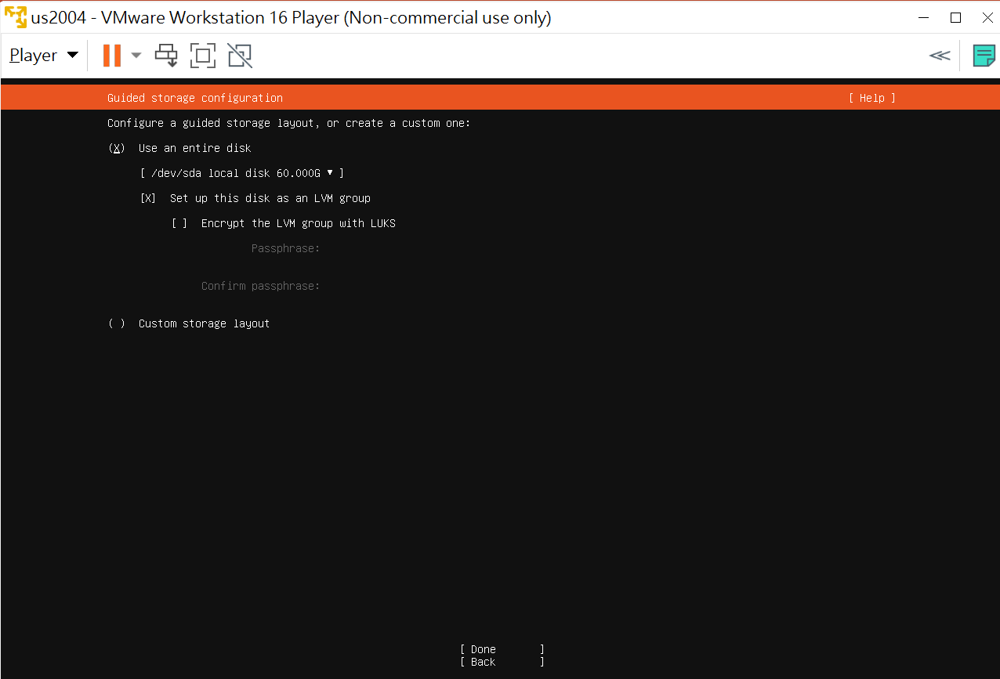 us2004 - VMware Workstation 16 Player (Non-commercial use only)
Player
Guided storage configuration [ Help ]
Configure a guided storage layout, or create a custom one:
(X) Use an entire disk
[ /dev/sda local disk 60.000G ▾ ]
[X] Set up this disk as an LVM group
[ ] Encrypt the LVM group with LUKS
Passphrase:
Confirm passphrase:
( ) Custom storage layout
[ Done ]
[ Back ]